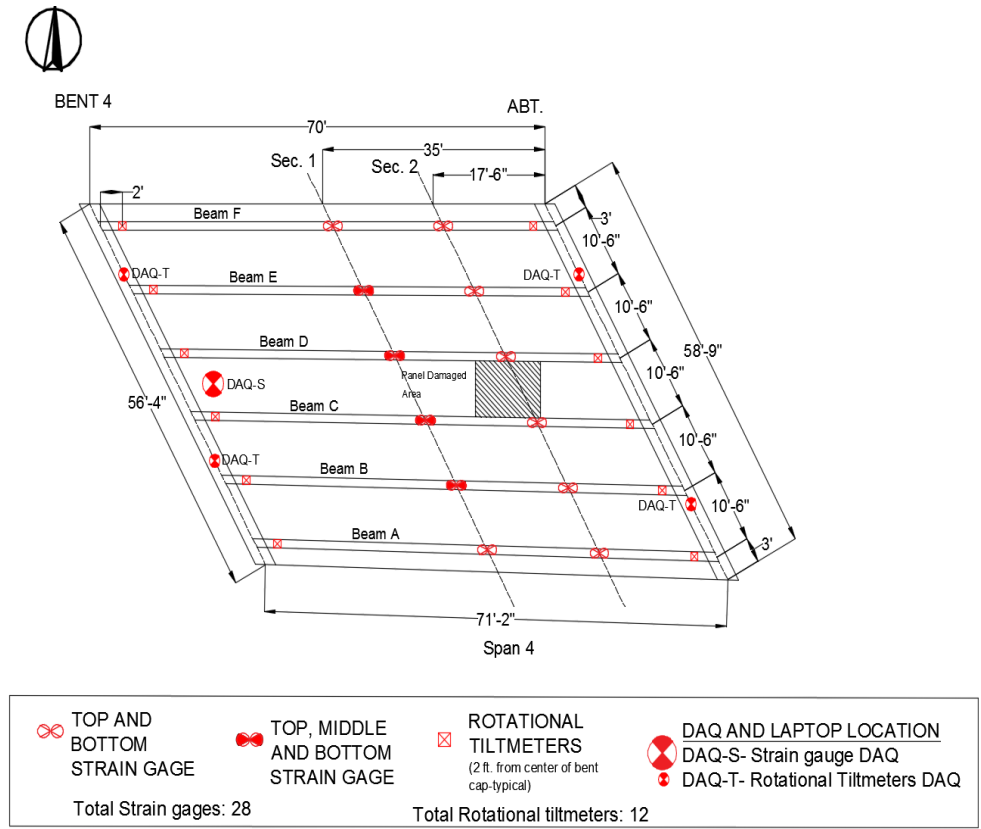 BENT 4
ABT.
70'
35'
Sec. 1
Sec. 2
17'-6"
2'
Beam F
3'
10'-6"
DAQ-T
Beam E
DAQ-T
10'-6"
Beam D
58'-9"
10'-6"
Panel Damaged
Area
DAQ-S
56'-4"
Beam C
10'-6"
DAQ-T
Beam B
DAQ-T
10'-6"
Beam A
3'
71'-2"
Span 4
TOP AND
BOTTOM
STRAIN GAGE
TOP, MIDDLE
AND BOTTOM
STRAIN GAGE
ROTATIONAL
TILTMETERS
(2 ft. from center of bent
cap-typical)
DAQ AND LAPTOP LOCATION
DAQ-S- Strain gauge DAQ
DAQ-T- Rotational Tiltmeters DAQ
Total Strain gages: 28
Total Rotational tiltmeters: 12